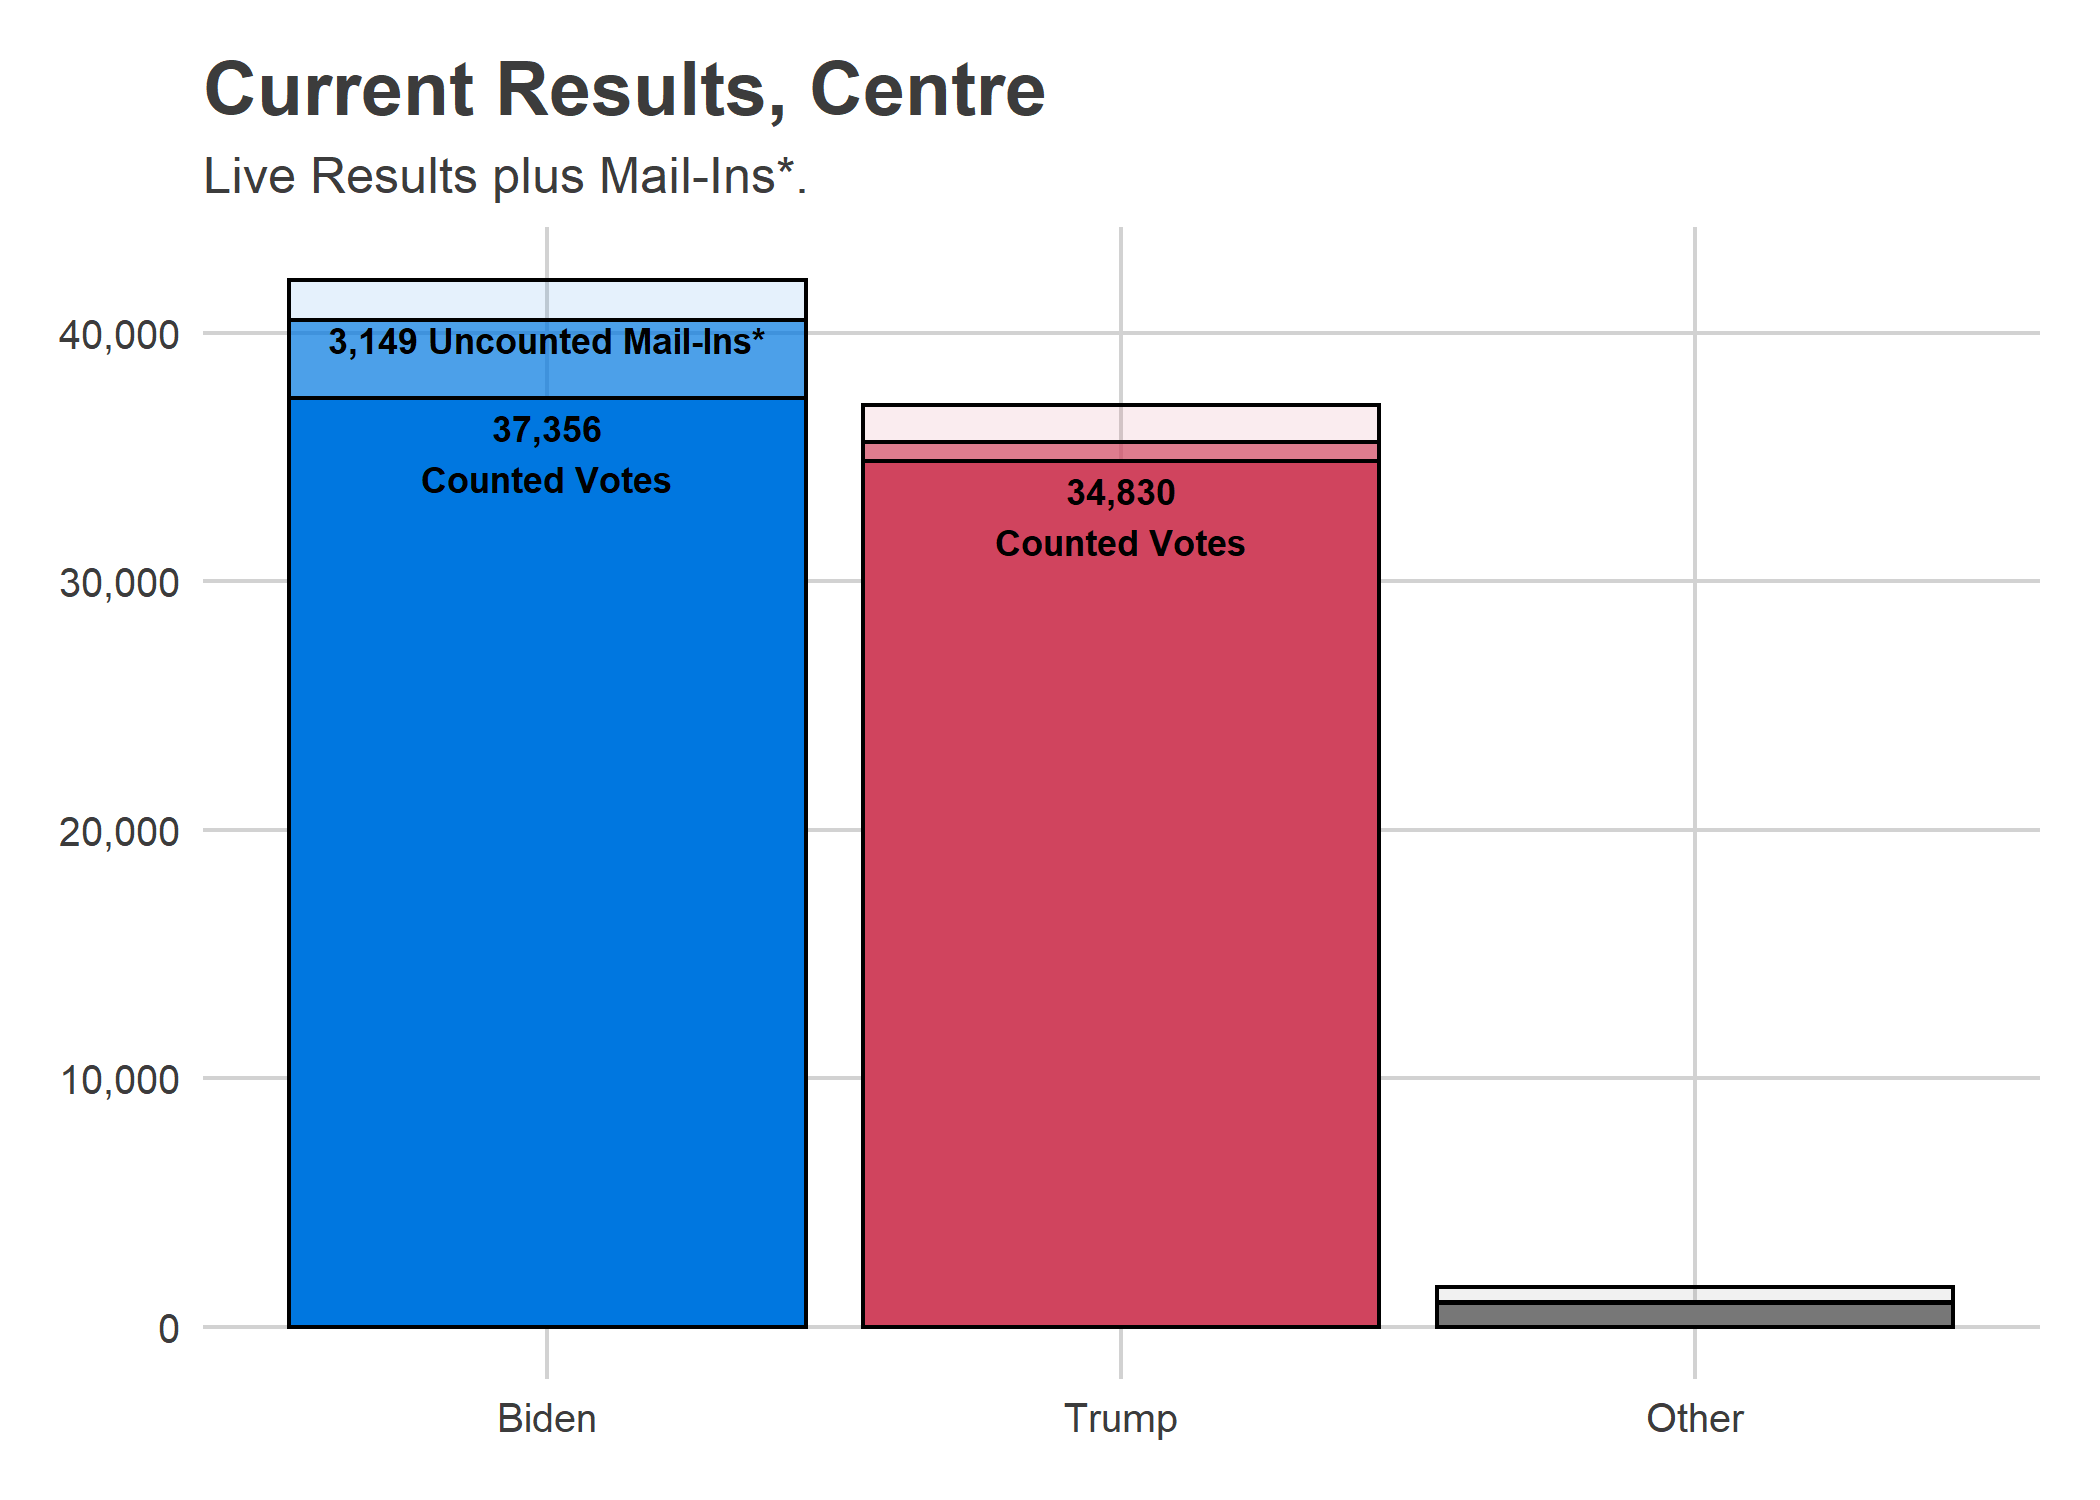 Current Results, Centre
Live Results plus Mail-Ins*.
40,000
30,000
20,000
10,000
0
3,149 Uncounted Mail-Ins*
37,356
Counted Votes
34,830
Counted Votes
Biden
Trump
Other